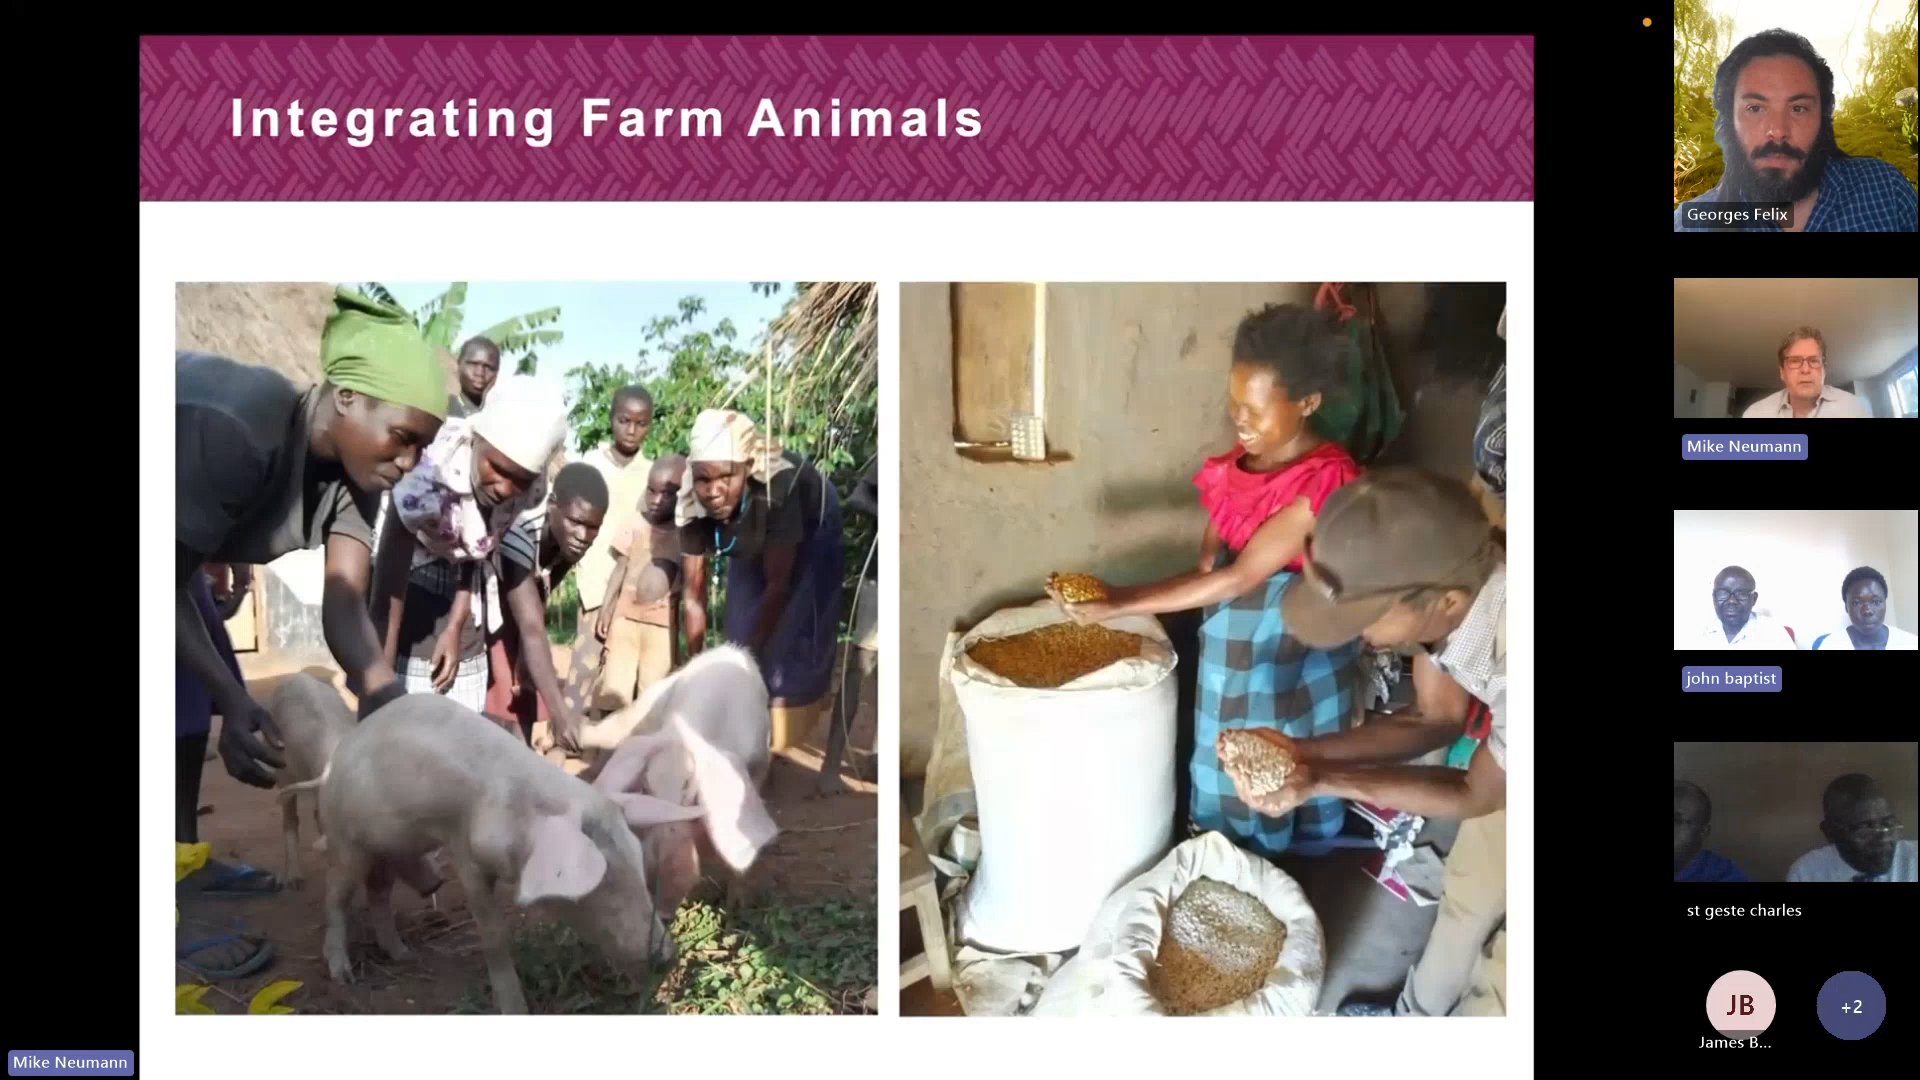 Integrating Farm Animals
Georges Felix
Mike Neumann
john baptist
st geste charles
JB
+2
James B...
Mike Neumann